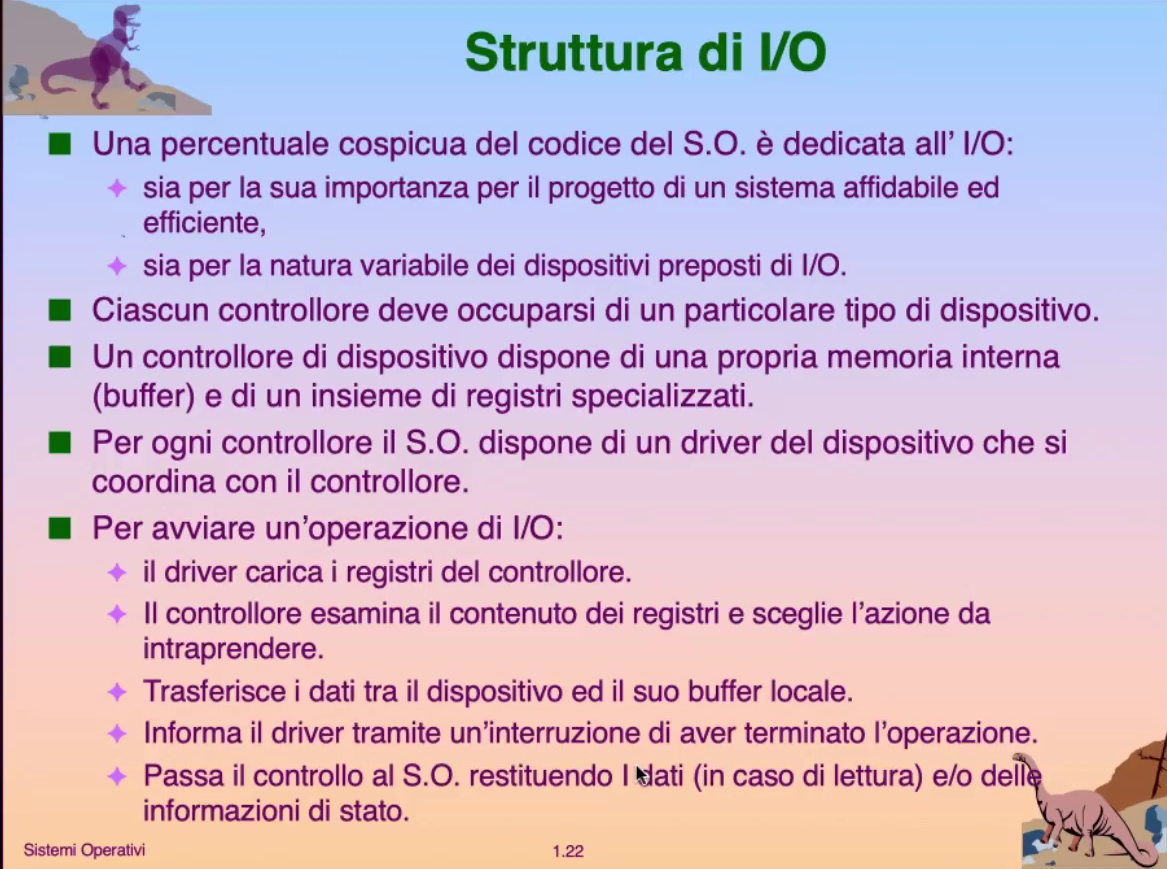 Struttura di I/O
Una percentuale cospicua del codice del S.O. è dedicata all' I/O:
sia per la sua importanza per il progetto di un sistema affidabile ed
efficiente,
sia per la natura variabile dei dispositivi preposti di I/O.
Ciascun controllore deve occuparsi di un particolare tipo di dispositivo.
Un controllore di dispositivo dispone di una propria memoria interna
(buffer) e di un insieme di registri specializzati.
Per ogni controllore il S.O. dispone di un driver del dispositivo che si
coordina con il controllore.
Per avviare un'operazione di I/O:
il driver carica i registri del controllore.
Il controllore esamina il contenuto dei registri e sceglie l'azione da
intraprendere.
Trasferisce i dati tra il dispositivo ed il suo buffer locale.
Informa il driver tramite un'interruzione di aver terminato l'operazione.
Passa il controllo al S.O. restituendo I dati (in caso di lettura) e/o delle
informazioni di stato.
Sistemi Operativi
1.22